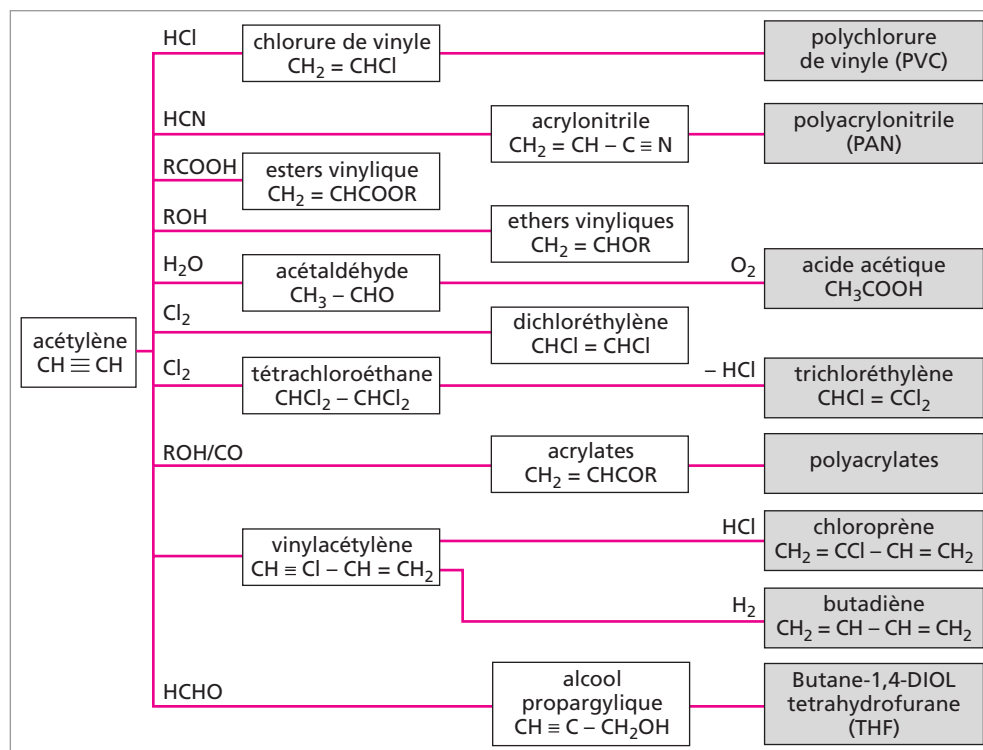 HCl
chlorure de vinyle
CH₂ = CHCl
polychlorure
de vinyle (PVC)
HCN
acrylonitrile
CH₂ = CH – C ≡ N
polyacrylonitrile
(PAN)
RCOOH
esters vinylique
CH₂ = CHCOOR
ROH
ethers vinyliques
CH₂ = CHOR
H₂O
acétaldéhyde
CH₃ – CHO
O₂
acide acétique
CH₃COOH
Cl₂
dichloréthylène
CHCl = CHCl
acétylène
CH ≡ CH
Cl₂
tétrachloroéthane
CHCl₂ – CHCl₂
– HCl
trichloréthylène
CHCl = CCl₂
ROH/CO
acrylates
CH₂ = CHCOR
polyacrylates
vinylacétylène
CH ≡ Cl – CH = CH₂
HCl
chloroprène
CH₂ = CCl – CH = CH₂
H₂
butadiène
CH₂ = CH – CH = CH₂
HCHO
alcool
propargylique
CH ≡ C – CH₂OH
Butane-1,4-DIOL
tetrahydrofurane
(THF)